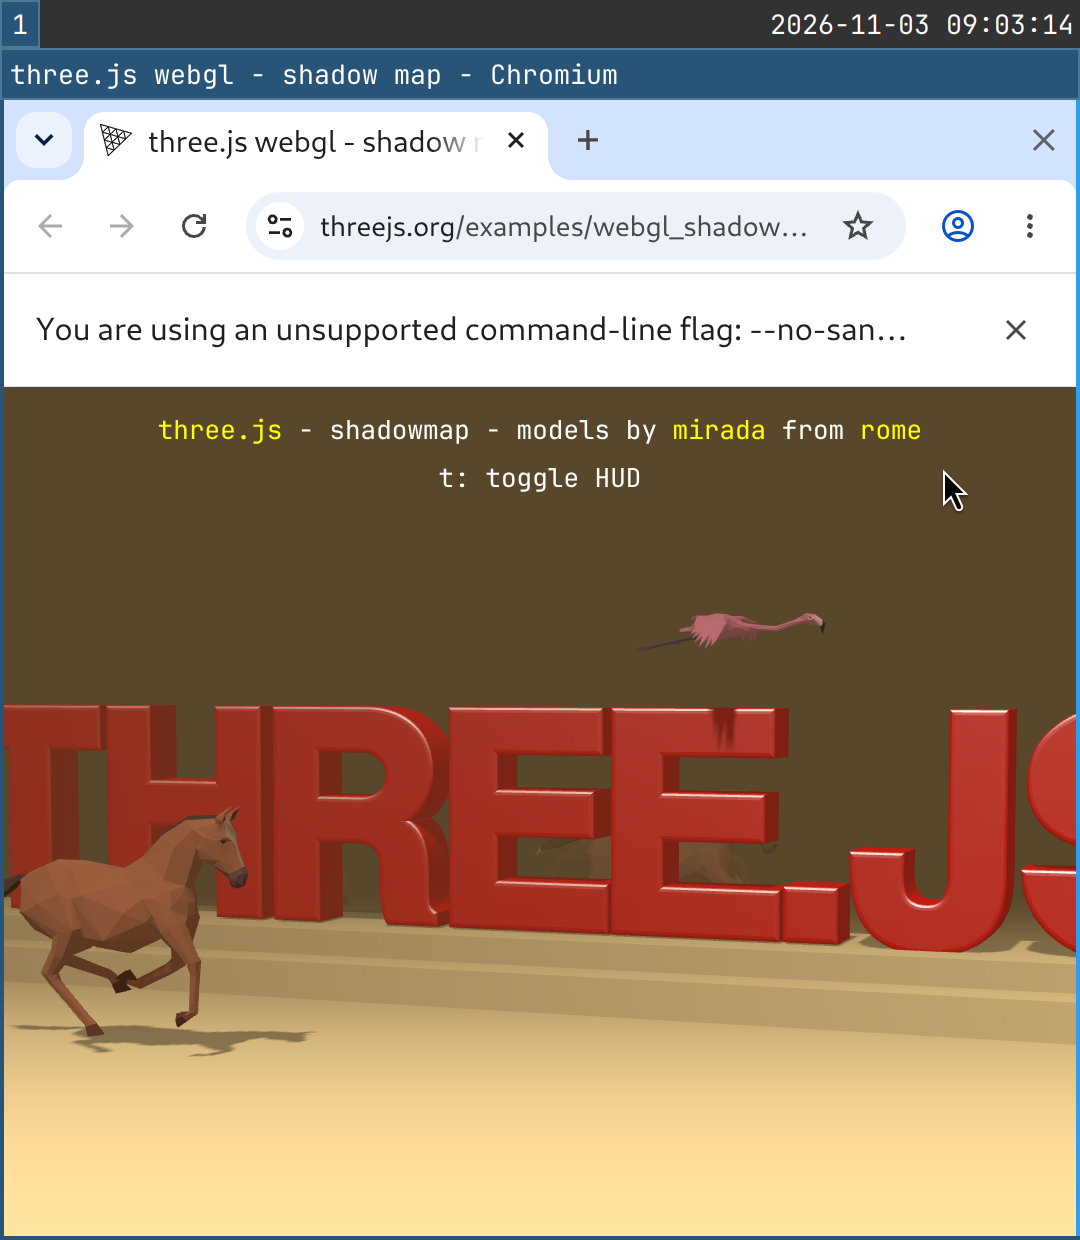 1
2026-11-03 09:03:14
three.js webgl - shadow map - Chromium
three.js webgl - shadow
threejs.org/examples/webgl_shadow…
You are using an unsupported command-line flag: --no-san…
three.js - shadowmap - models by mirada from rome
t: toggle HUD
THREE.JS